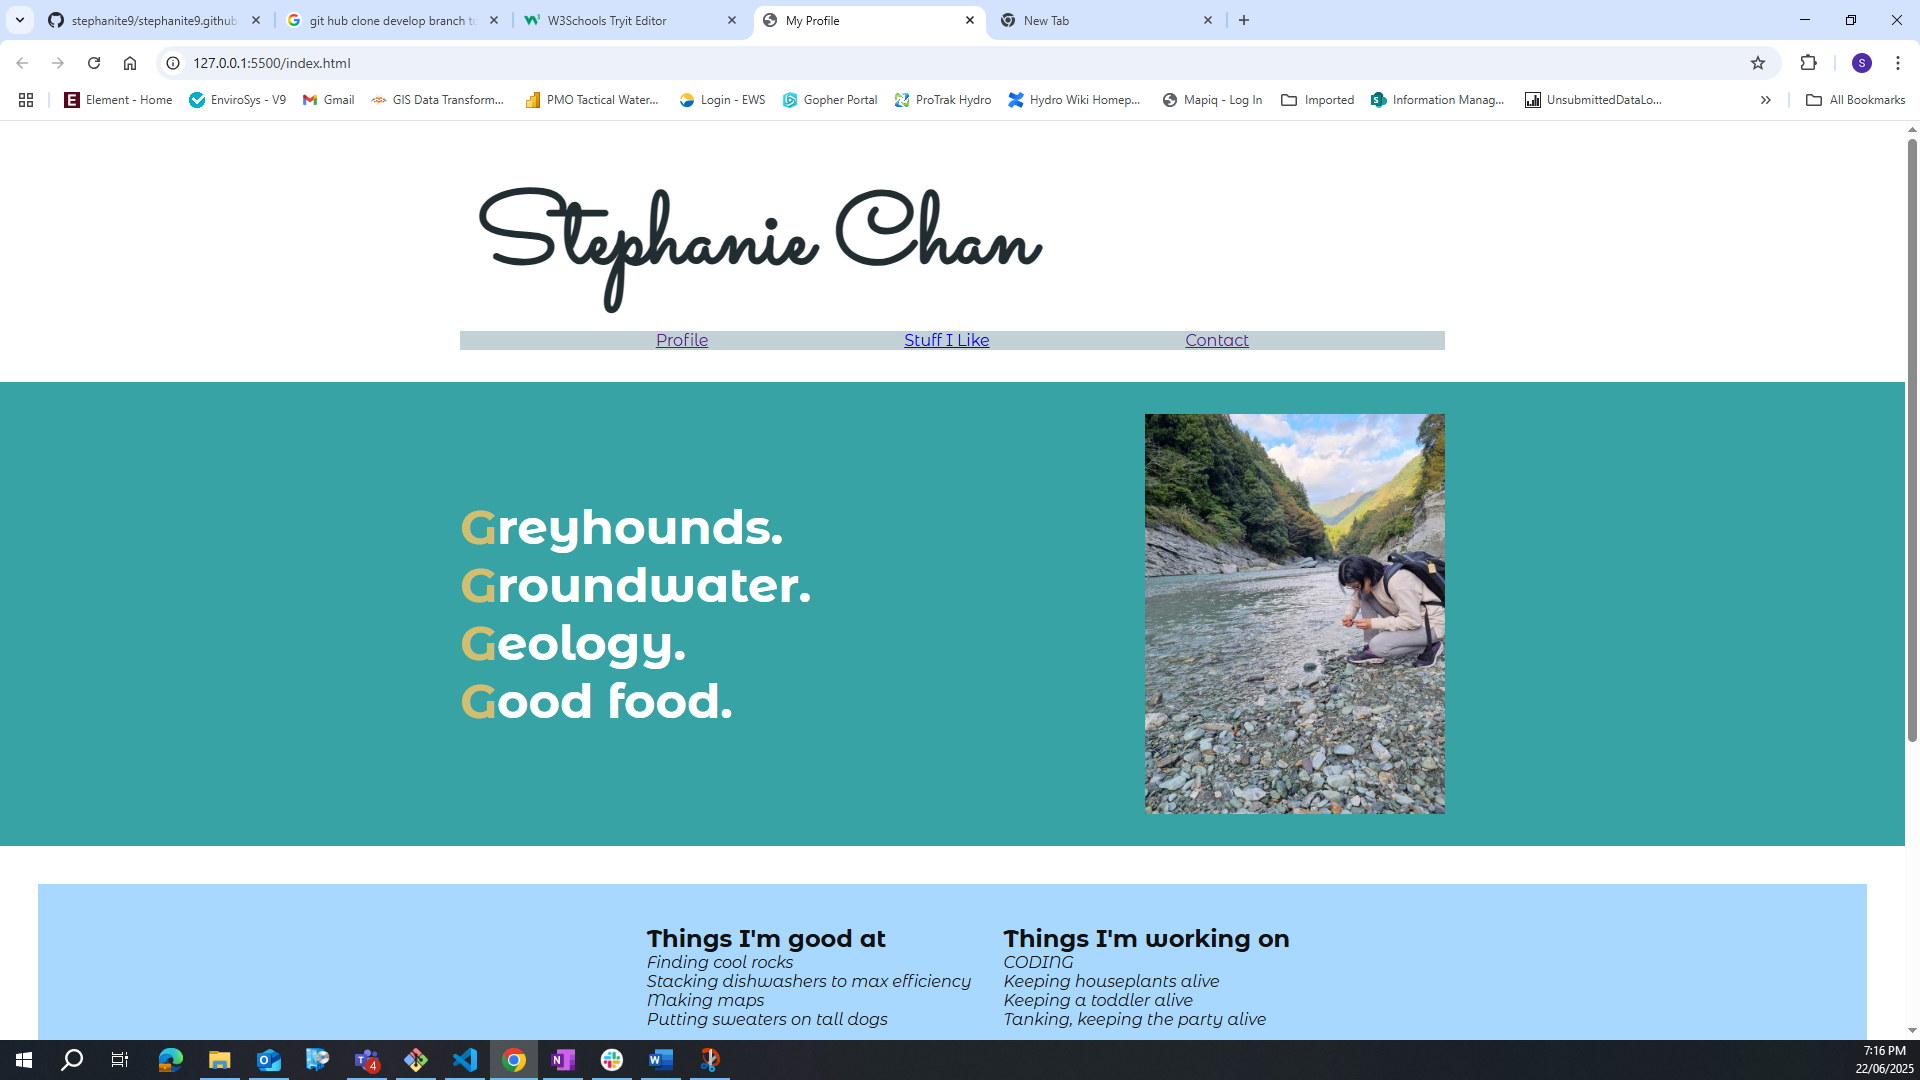 stephanite9/stephanite9.github
git hub clone develop branch to
W3Schools Tryit Editor
My Profile
New Tab
127.0.0.1:5500/index.html
S
Element - Home
EnviroSys - V9
Gmail
GIS Data Transform...
PMO Tactical Water...
Login - EWS
Gopher Portal
ProTrak Hydro
Hydro Wiki Homep...
Mapiq - Log In
Imported
Information Manag...
UnsubmittedDataLo...
All Bookmarks
Stephanie Chan
Profile
Stuff I Like
Contact
Greyhounds.
Groundwater.
Geology.
Good food.
Things I'm good at
Finding cool rocks
Stacking dishwashers to max efficiency
Making maps
Putting sweaters on tall dogs
Things I'm working on
CODING
Keeping houseplants alive
Keeping a toddler alive
Tanking, keeping the party alive
4
7:16 PM
22/06/2025